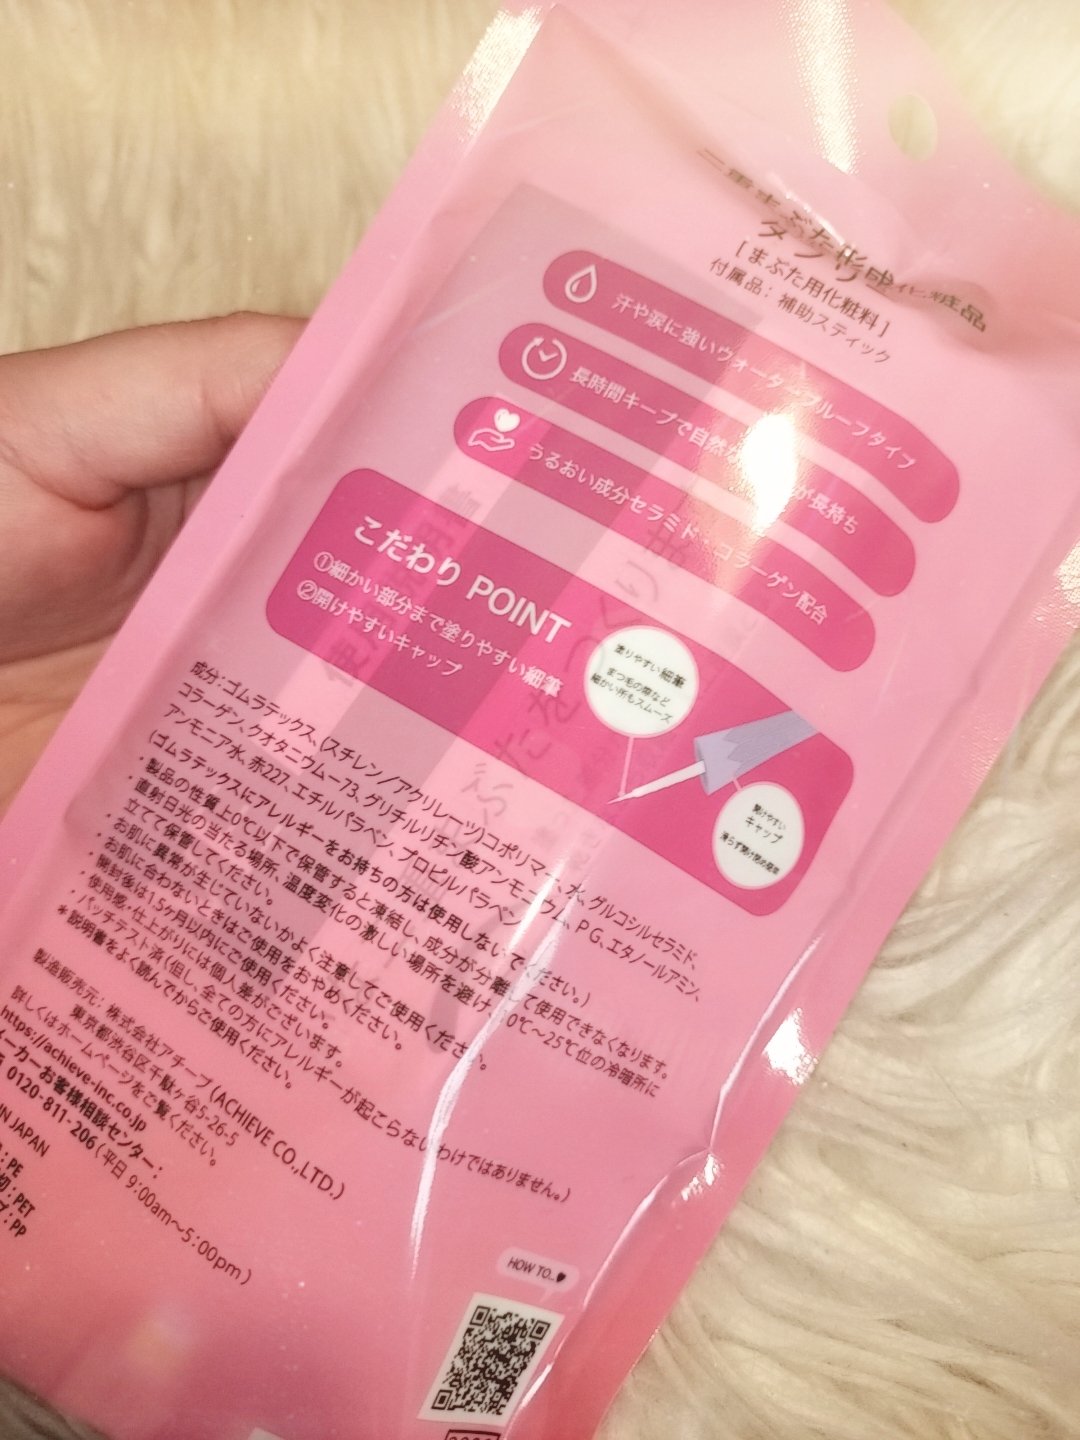 二重まぶた形成化粧品
[まぶた用化粧料]
付属品：補助スティック
汗や涙に強いウォータープルーフタイプ
長時間キープで自然 が長持ち
うるおい成分セラミド・コラーゲン配合
こだわり POINT
①細かい部分まで塗りやすい細筆
②開けやすいキャップ
塗りやすい細筆
まつ毛の際など
細かい所もスムーズ
開けやすい
キャップ
成分：ゴムラテックス、(スチレン/アクリレーツ)コポリマー、水、グルコシルセラミド、
コラーゲン、クオタニウムー73、グリチルリチン酸アンモニウム、PG、エタノールアミン、
アンモニア水、赤227、エチルパラベン、プロピルパラベン
(ゴムラテックスにアレルギーをお持ちの方は使用しないでください。)
・製品の性質上0℃以下で保管すると凍結し、成分が分離して使用できなくなります。
直射日光の当たる場所、温度変化の激しい場所を避け、10℃～25℃位の冷暗所に
立てて保管してください。
・お肌に異常が生じていないかよく注意してご使用ください。
・お肌に合わないときはご使用をおやめください。
・開封後は15ヶ月以内にご使用ください。
・使用感・仕上がりには個人差がございます。
・パッチテスト済(但し、全ての方にアレルギーが起こらないわけではありません。)
＊説明書をよく読んでからご使用ください。
製造販売元：株式会社アチーブ(ACHIEVE CO.,LTD.)
東京都渋谷区千駄ヶ谷5-26-5
詳しくはホームページをご覧ください。
https://achieve-inc.co.jp
メーカーお客様相談センター：
0120-811-206(平日 9:00am～5:00pm)
IN JAPAN
：PE
：PET
：PP
HOW TO..♥